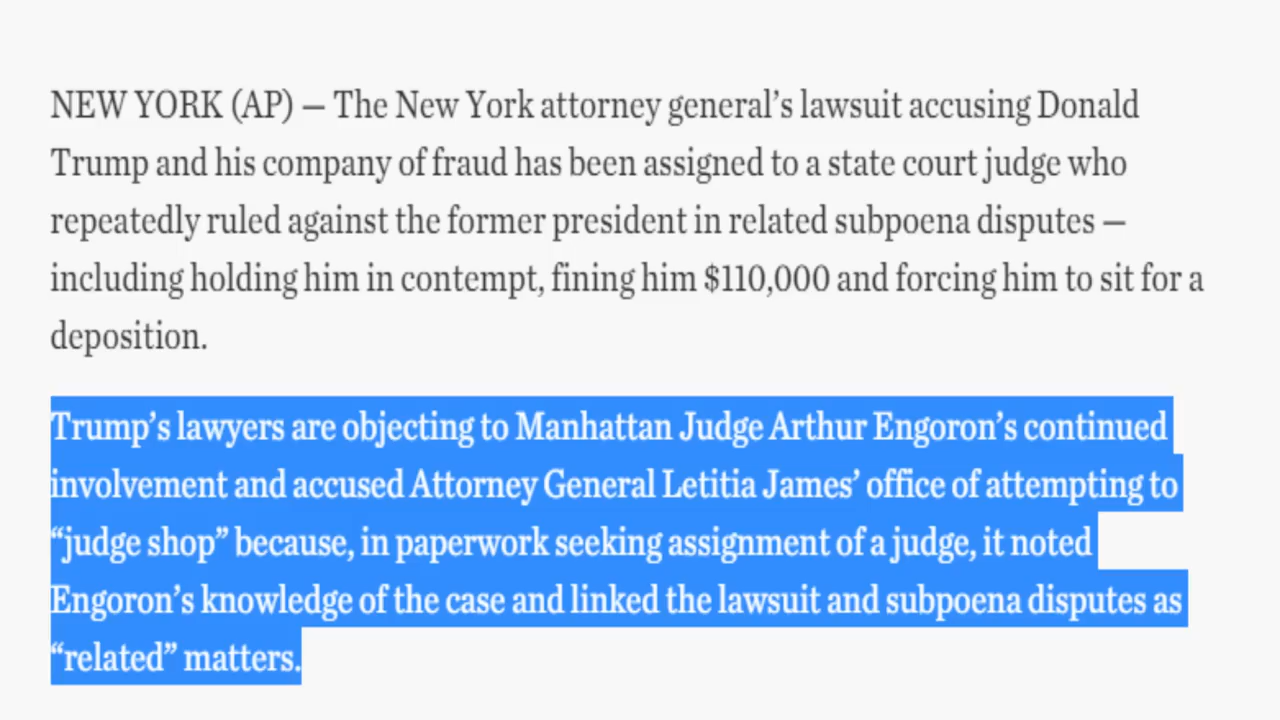 NEW YORK (AP) — The New York attorney general’s lawsuit accusing Donald
Trump and his company of fraud has been assigned to a state court judge who
repeatedly ruled against the former president in related subpoena disputes —
including holding him in contempt, fining him $110,000 and forcing him to sit for a
deposition.
Trump’s lawyers are objecting to Manhattan Judge Arthur Engoron’s continued
involvement and accused Attorney General Letitia James’ office of attempting to
“judge shop” because, in paperwork seeking assignment of a judge, it noted
Engoron’s knowledge of the case and linked the lawsuit and subpoena disputes as
“related” matters.